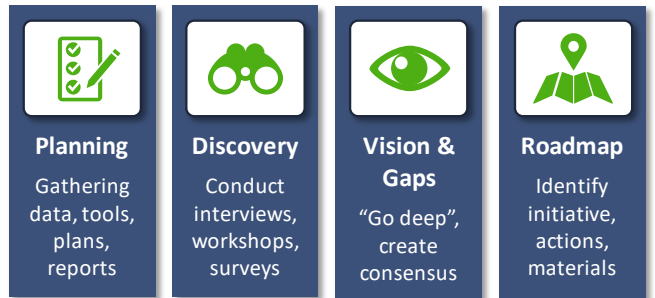 Planning
Gathering
data, tools,
plans,
reports
Discovery
Conduct
interviews,
workshops,
surveys
Vision &
Gaps
“Go deep”,
create
consensus
Roadmap
Identify
initiative,
actions,
materials